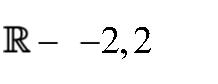 ℝ – –2, 2